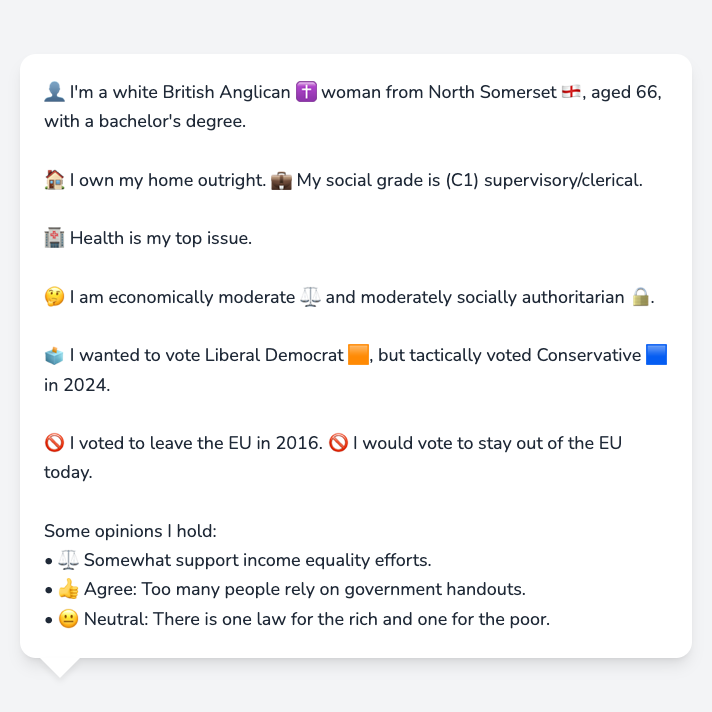 👤 I'm a white British Anglican ✝️ woman from North Somerset 🏴󠁧󠁢󠁥󠁮󠁧󠁿, aged 66,
with a bachelor's degree.
🏠 I own my home outright. 💼 My social grade is (C1) supervisory/clerical.
🏥 Health is my top issue.
🤔 I am economically moderate ⚖️ and moderately socially authoritarian 🔒.
🗳️ I wanted to vote Liberal Democrat 🟧, but tactically voted Conservative 🟦
in 2024.
🚫 I voted to leave the EU in 2016. 🚫 I would vote to stay out of the EU
today.
Some opinions I hold:
• ⚖️ Somewhat support income equality efforts.
• 👍 Agree: Too many people rely on government handouts.
• 😐 Neutral: There is one law for the rich and one for the poor.